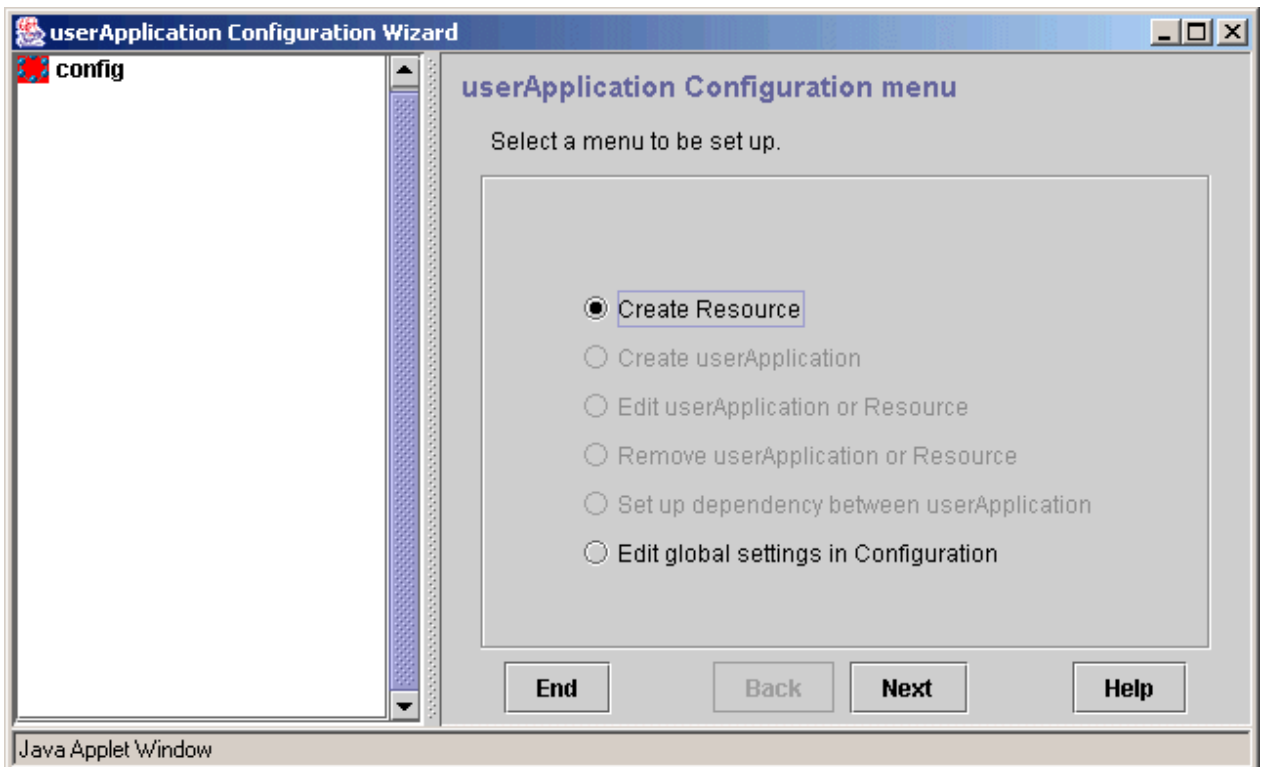 userApplication Configuration Wizard
config
userApplication Configuration menu
Select a menu to be set up.
Create Resource
Create userApplication
Edit userApplication or Resource
Remove userApplication or Resource
Set up dependency between userApplication
Edit global settings in Configuration
End Back Next Help
Java Applet Window